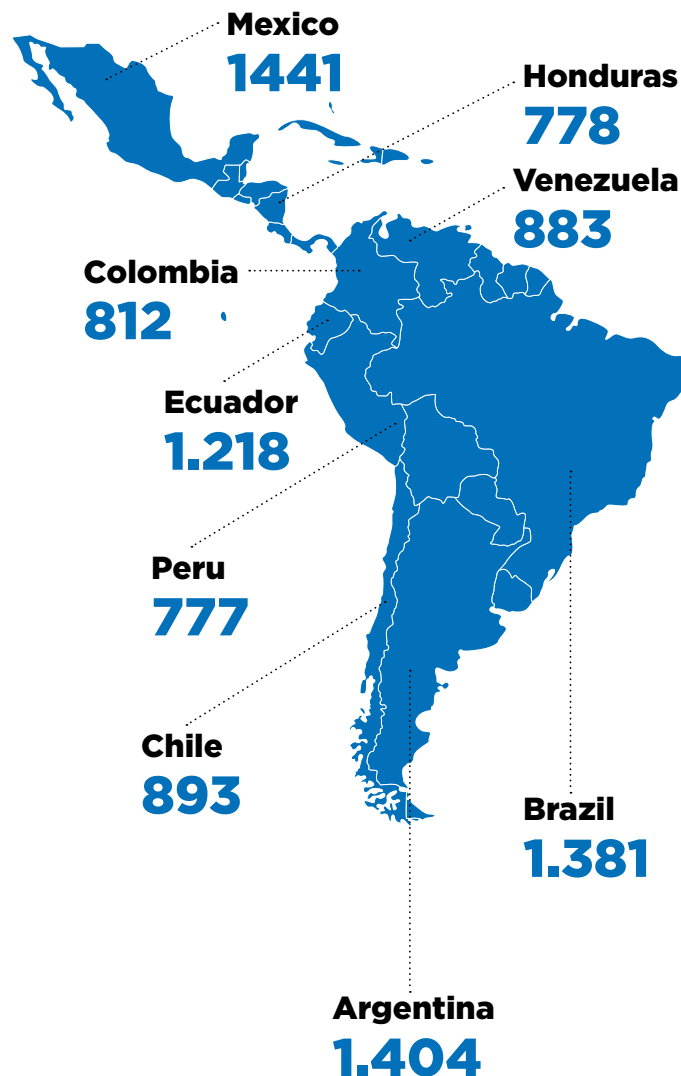 Mexico
1441
Honduras
778
Venezuela
883
Colombia
812
Ecuador
1.218
Peru
777
Chile
893
Brazil
1.381
Argentina
1.404